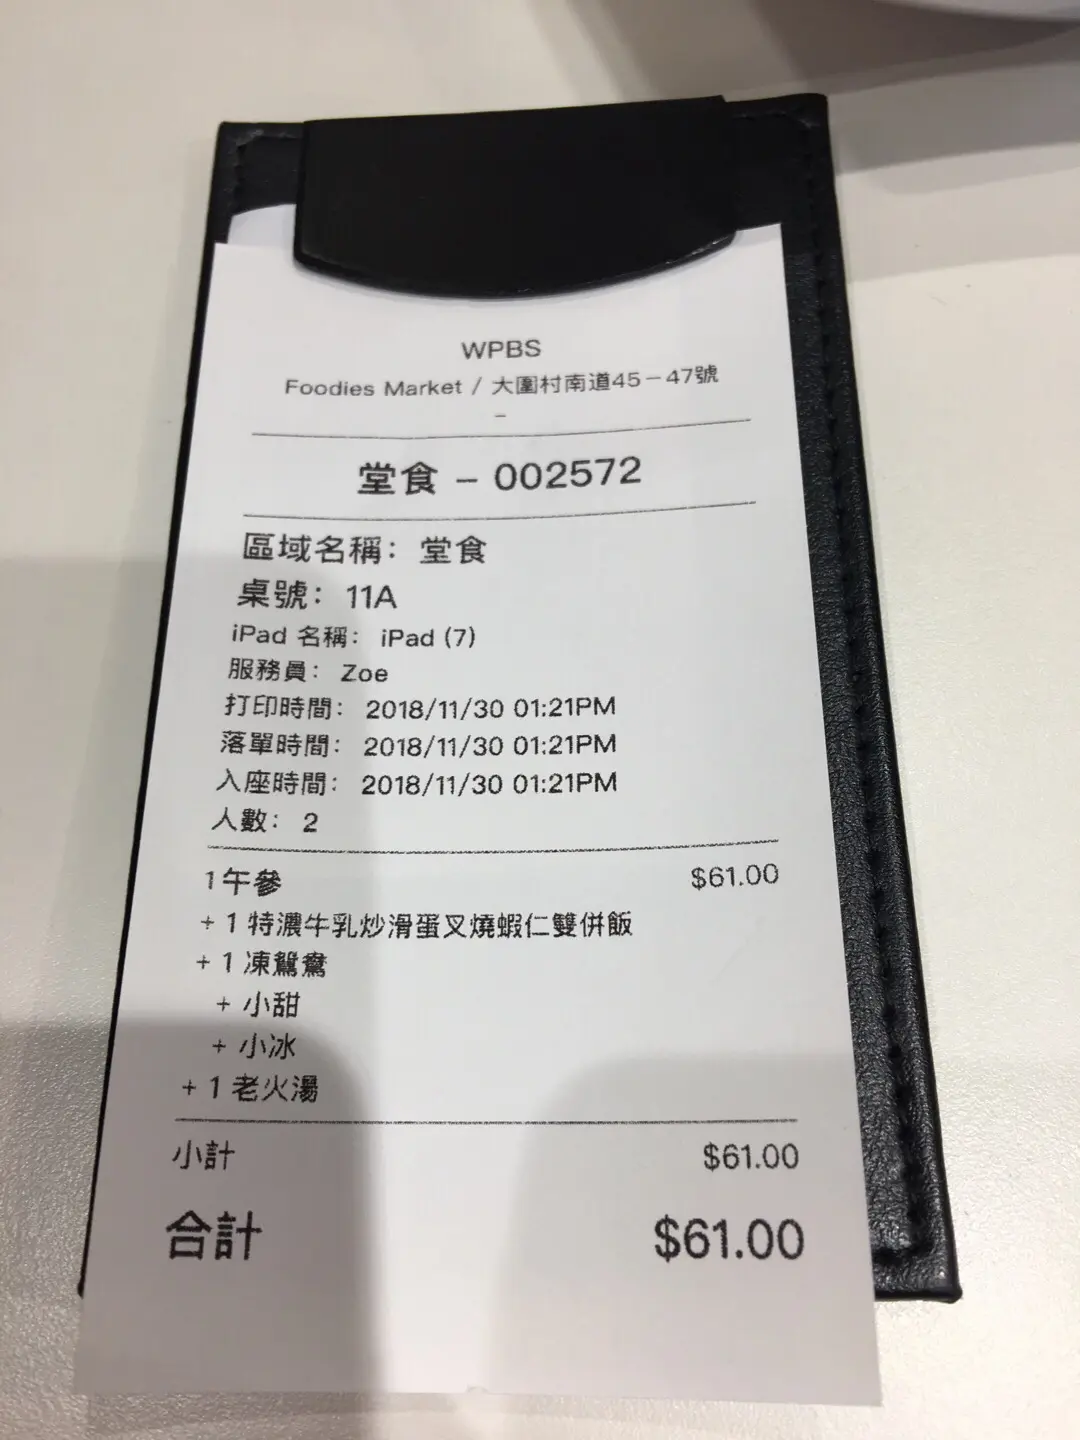 WPBS
Foodies Market / 大圍村南道45－47號
–
堂食 – 002572
區域名稱： 堂食
桌號： 11A
iPad 名稱： iPad (7)
服務員： Zoe
打印時間： 2018/11/30 01:21PM
落單時間： 2018/11/30 01:21PM
入座時間： 2018/11/30 01:21PM
人數： 2
1 午參 $61.00
+ 1 特濃牛乳炒滑蛋叉燒蝦仁雙併飯
+ 1 凍鴛鴦
+ 小甜
+ 小冰
+ 1 老火湯
小計 $61.00
合計 $61.00